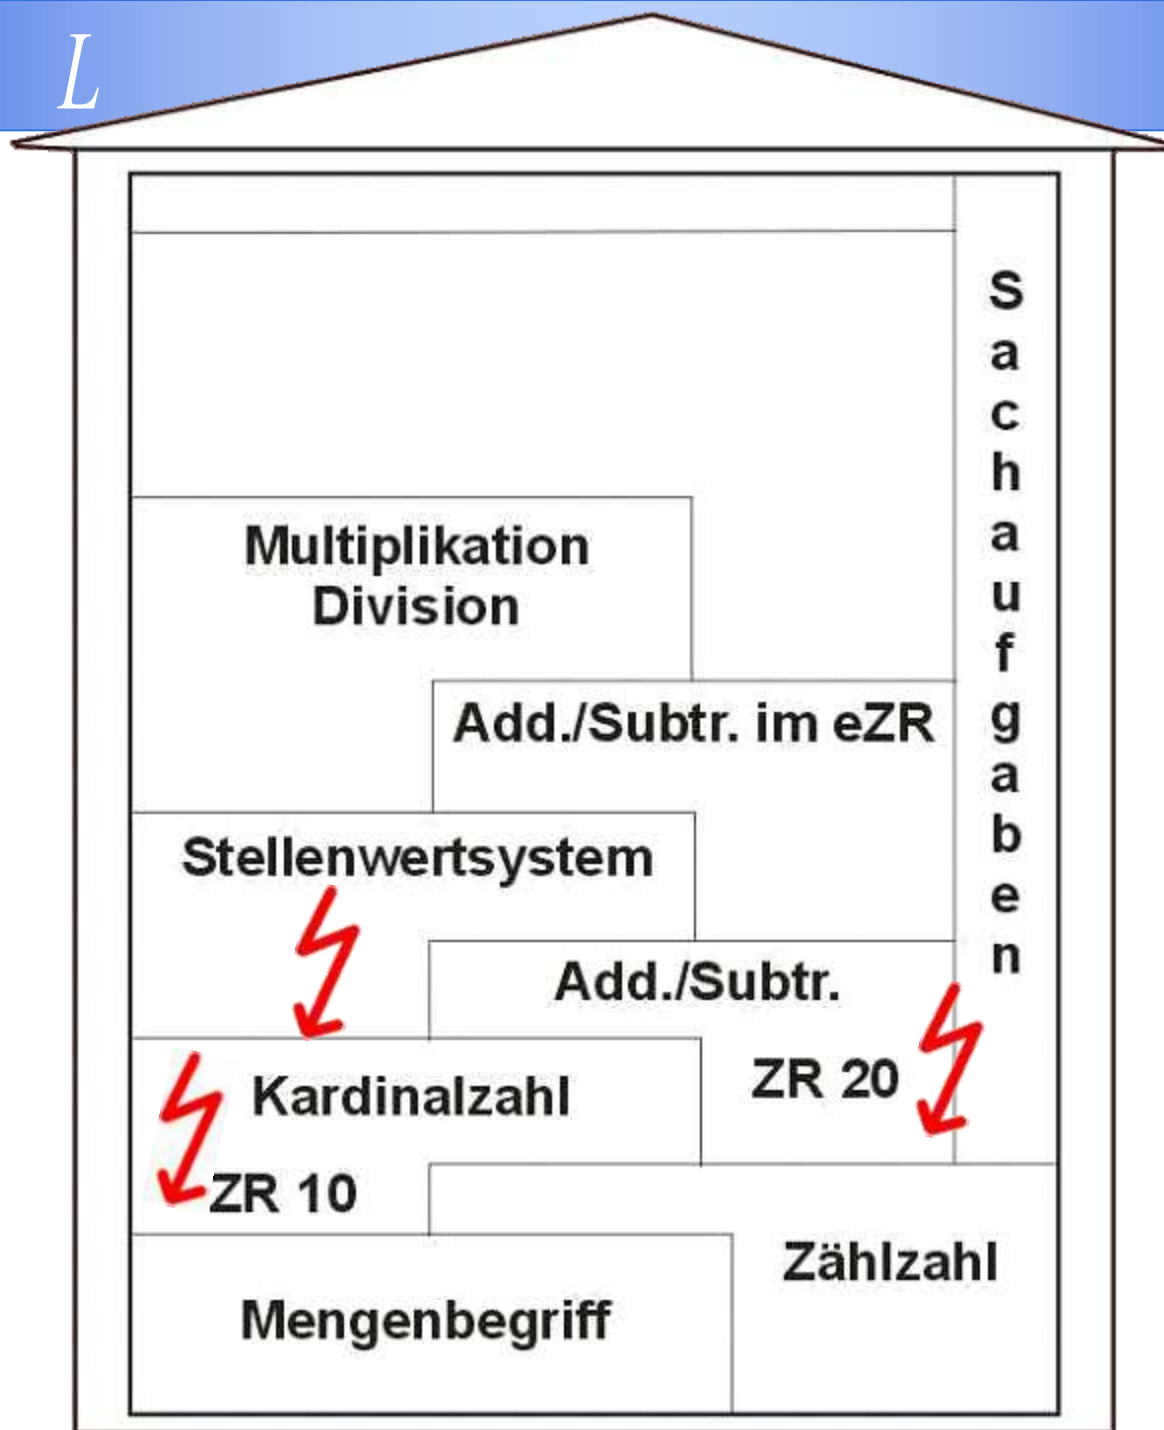 L
Sachaufgaben
Multiplikation
Division
Add./Subtr. im eZR
Stellenwertsystem
Add./Subtr.
ZR 20
Kardinalzahl
ZR 10
Zählzahl
Mengenbegriff